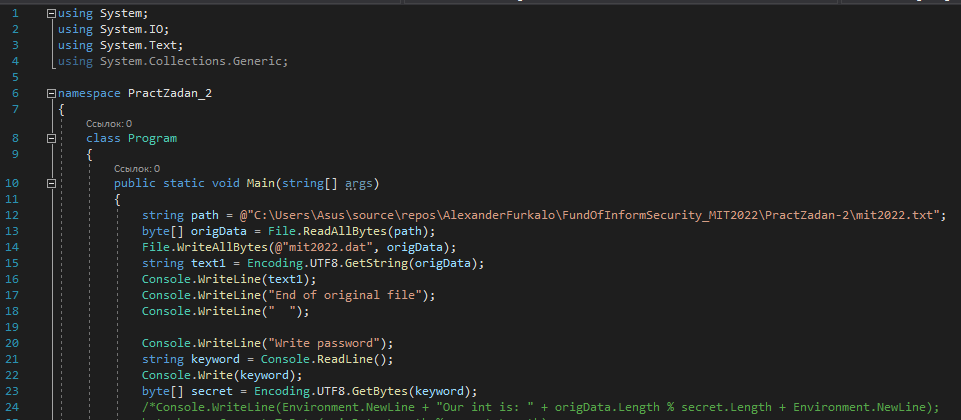 1 using System;
2 using System.IO;
3 using System.Text;
4 using System.Collections.Generic;
5
6 namespace PractZadan_2
7 {
Ссылок: 0
8 class Program
9 {
Ссылок: 0
10 public static void Main(string[] args)
11 {
12 string path = @"C:\Users\Asus\source\repos\AlexanderFurkalo\FundOfInformSecurity_MIT2022\PractZadan-2\mit2022.txt";
13 byte[] origData = File.ReadAllBytes(path);
14 File.WriteAllBytes(@"mit2022.dat", origData);
15 string text1 = Encoding.UTF8.GetString(origData);
16 Console.WriteLine(text1);
17 Console.WriteLine("End of original file");
18 Console.WriteLine("  ");
19
20 Console.WriteLine("Write password");
21 string keyword = Console.ReadLine();
22 Console.Write(keyword);
23 byte[] secret = Encoding.UTF8.GetBytes(keyword);
24 /*Console.WriteLine(Environment.NewLine + "Our int is: " + origData.Length % secret.Length + Environment.NewLine);